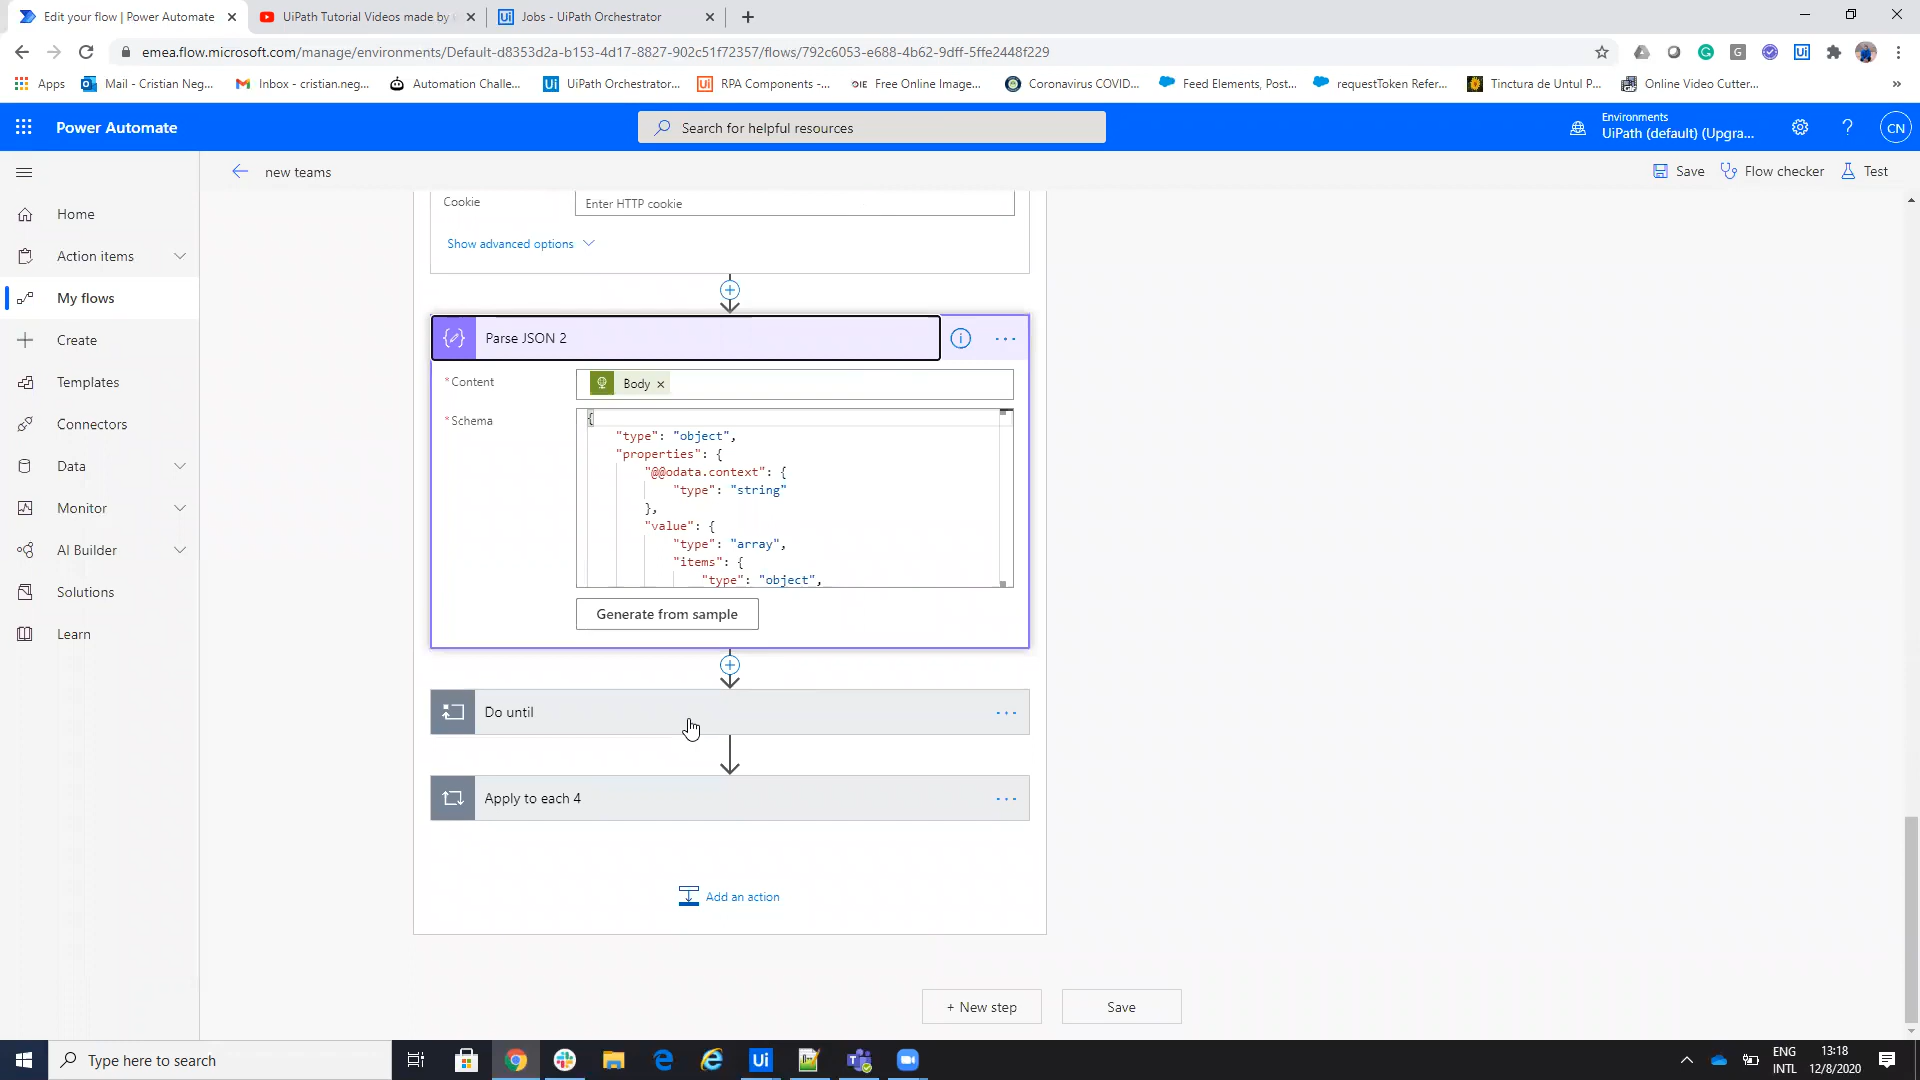 Edit your flow | Power Automate
UiPath Tutorial Videos made by
Jobs - UiPath Orchestrator
emea.flow.microsoft.com/manage/environments/Default-d8353d2a-b153-4d17-8827-902c51f72357/flows/792c6053-e688-4b62-9dff-5ffe2448f229
Apps
Mail - Cristian Neg...
Inbox - cristian.neg...
Automation Challe...
UiPath Orchestrator...
RPA Components -...
OIE Free Online Image...
Coronavirus COVID...
Feed Elements, Post...
requestToken Refer...
Tinctura de Untul P...
Online Video Cutter...
Power Automate
Search for helpful resources
Environments
UiPath (default) (Upgra...
CN
new teams
Save
Flow checker
Test
Home
Action items
My flows
Create
Templates
Connectors
Data
Monitor
AI Builder
Solutions
Learn
Cookie
Enter HTTP cookie
Show advanced options
Parse JSON 2
*Content
Body
*Schema
{
"type": "object",
"properties": {
"@@odata.context": {
"type": "string"
},
"value": {
"type": "array",
"items": {
"type": "object",
Generate from sample
Do until
Apply to each 4
Add an action
+ New step
Save
Type here to search
Ui
ENG
INTL
13:18
12/8/2020